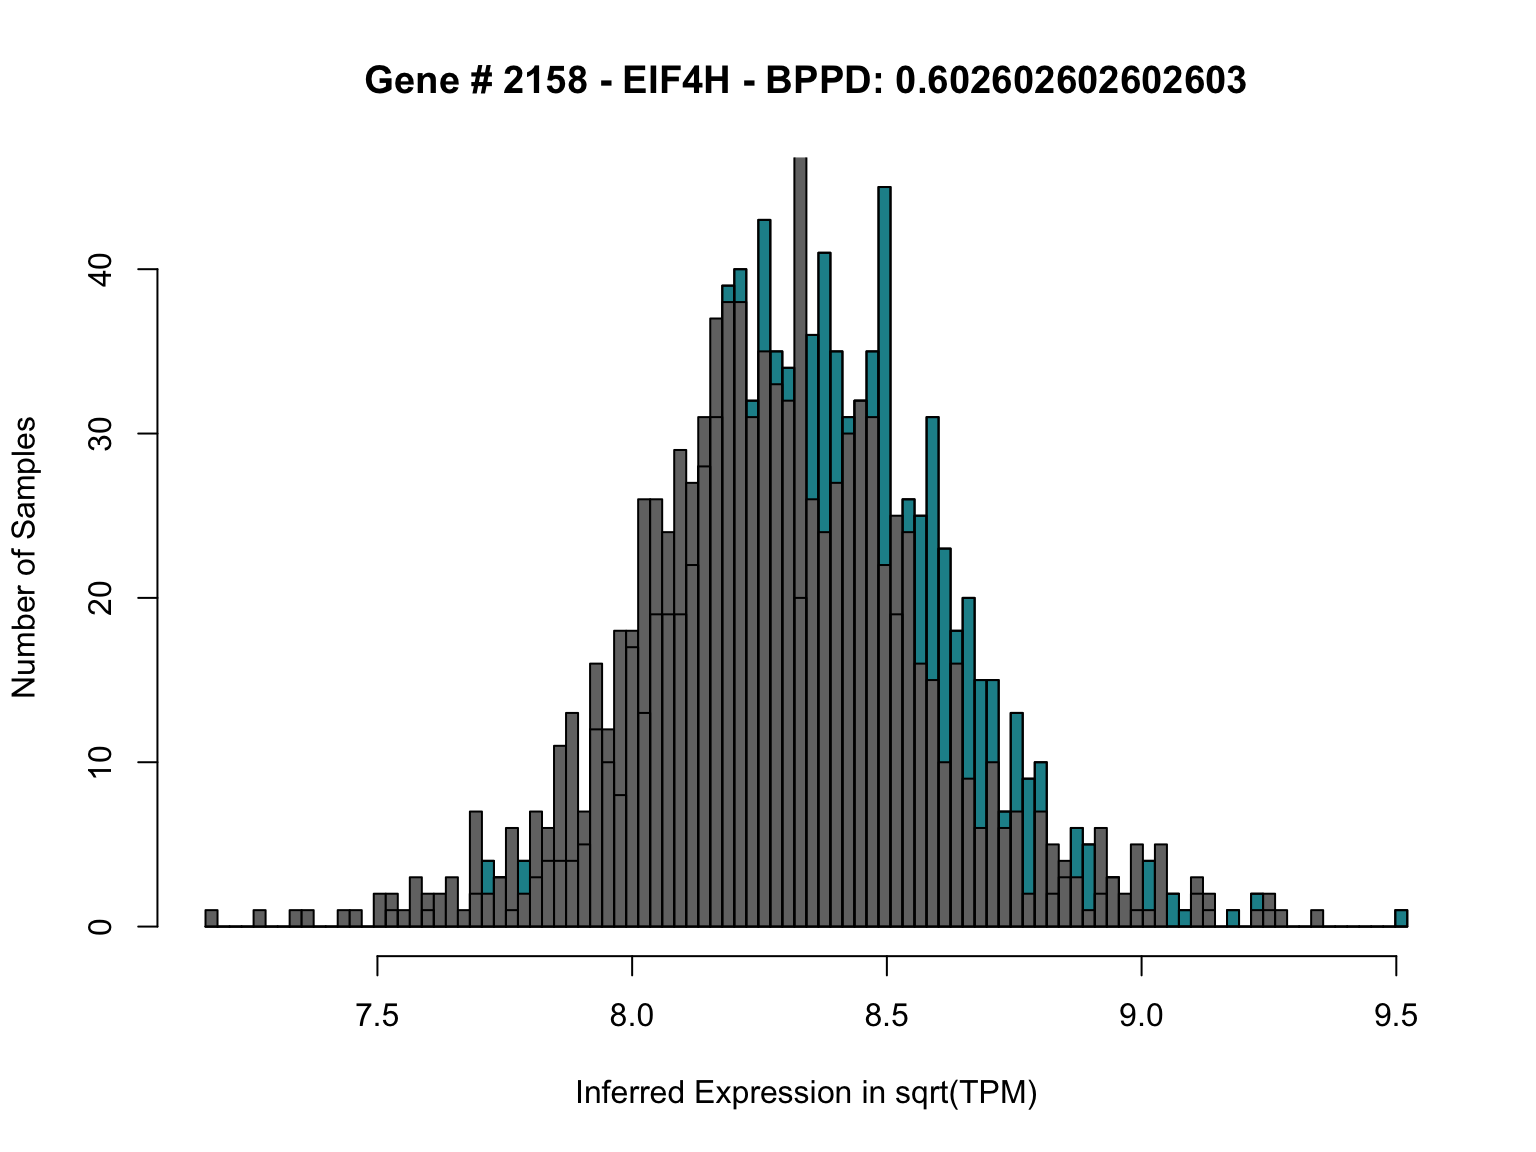 Gene # 2158 - EIF4H - BPPD: 0.602602602602603
Number of Samples
40
30
20
10
0
7.5 8.0 8.5 9.0 9.5
Inferred Expression in sqrt(TPM)